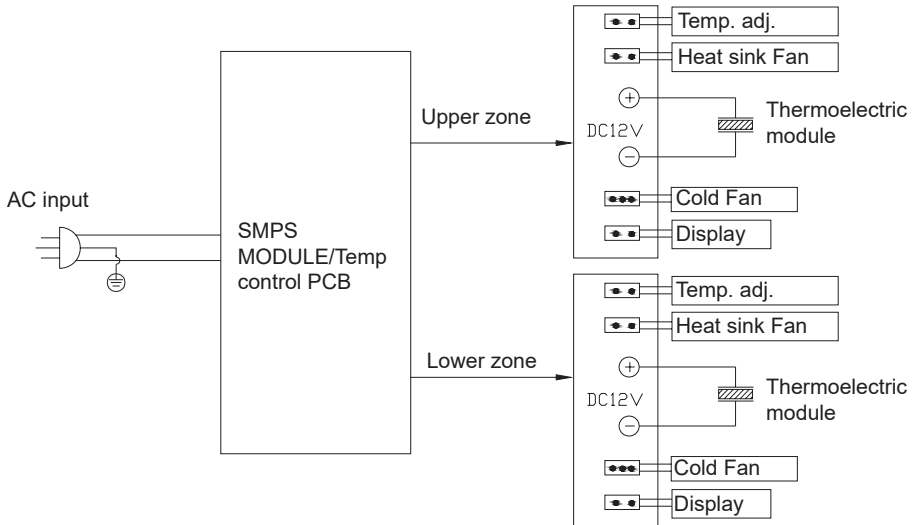 Temp. adj.
Heat sink Fan
+
Thermoelectric
module
DC12V
−
Upper zone
Cold Fan
Display
AC input
SMPS
MODULE/Temp
control PCB
Temp. adj.
Heat sink Fan
Lower zone
+
Thermoelectric
module
DC12V
−
Cold Fan
Display